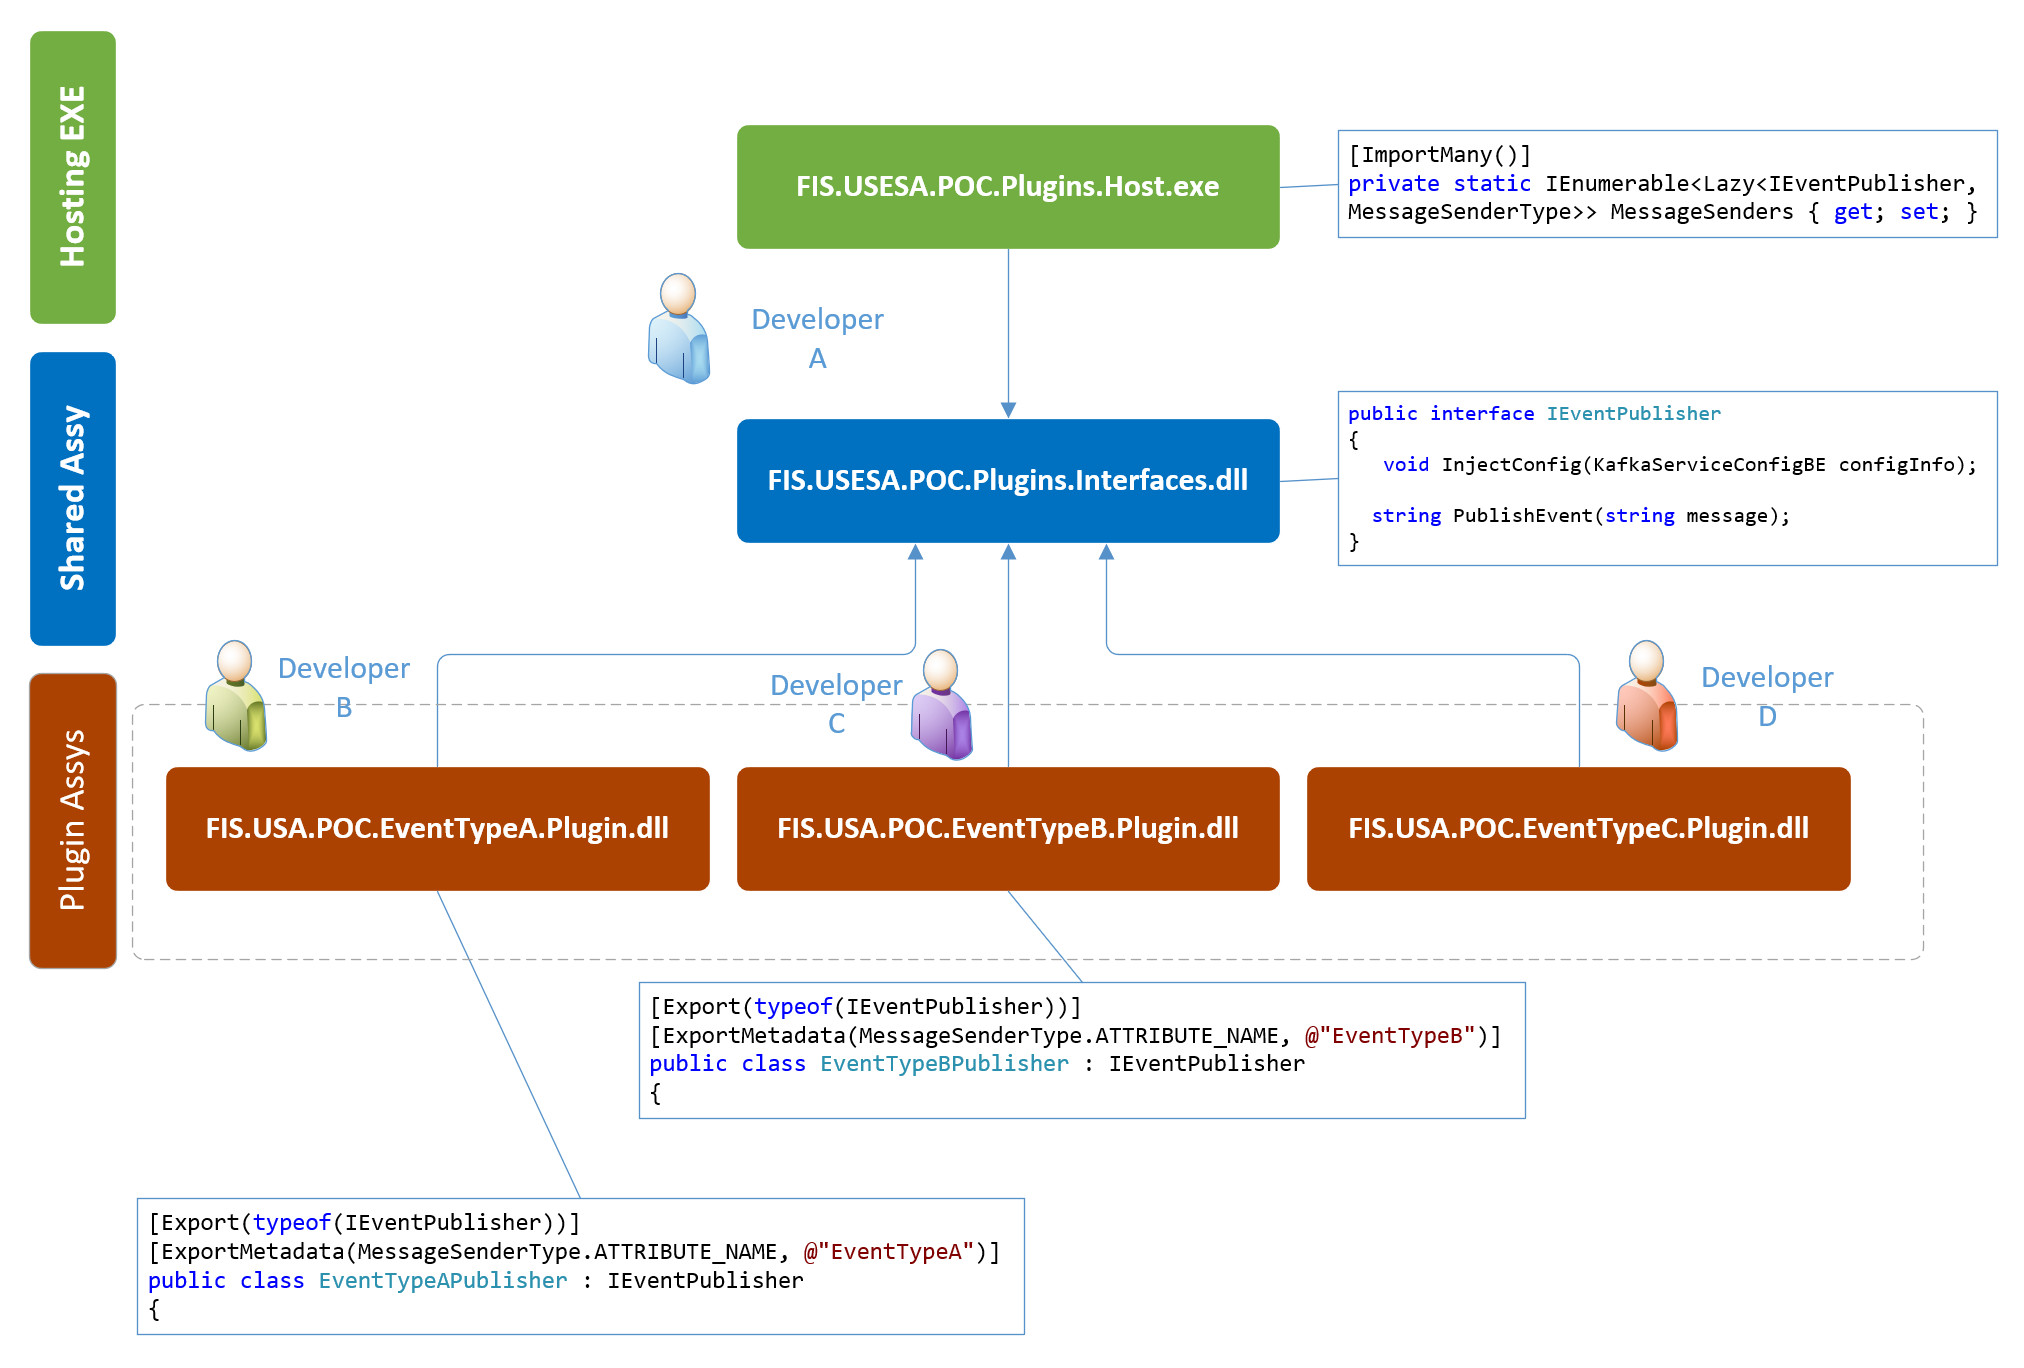 Hosting EXE
FIS.USESA.POC.Plugins.Host.exe
[ImportMany()]
private static IEnumerable<Lazy<IEventPublisher,
MessageSenderType>> MessageSenders { get; set; }
Developer
A
Shared Assy
FIS.USESA.POC.Plugins.Interfaces.dll
public interface IEventPublisher
{
void InjectConfig(KafkaServiceConfigBE configInfo);
string PublishEvent(string message);
}
Plugin Assys
Developer
B
Developer
C
Developer
D
FIS.USA.POC.EventTypeA.Plugin.dll
FIS.USA.POC.EventTypeB.Plugin.dll
FIS.USA.POC.EventTypeC.Plugin.dll
[Export(typeof(IEventPublisher))]
[ExportMetadata(MessageSenderType.ATTRIBUTE_NAME, @"EventTypeB")]
public class EventTypeBPublisher : IEventPublisher
{
[Export(typeof(IEventPublisher))]
[ExportMetadata(MessageSenderType.ATTRIBUTE_NAME, @"EventTypeA")]
public class EventTypeAPublisher : IEventPublisher
{